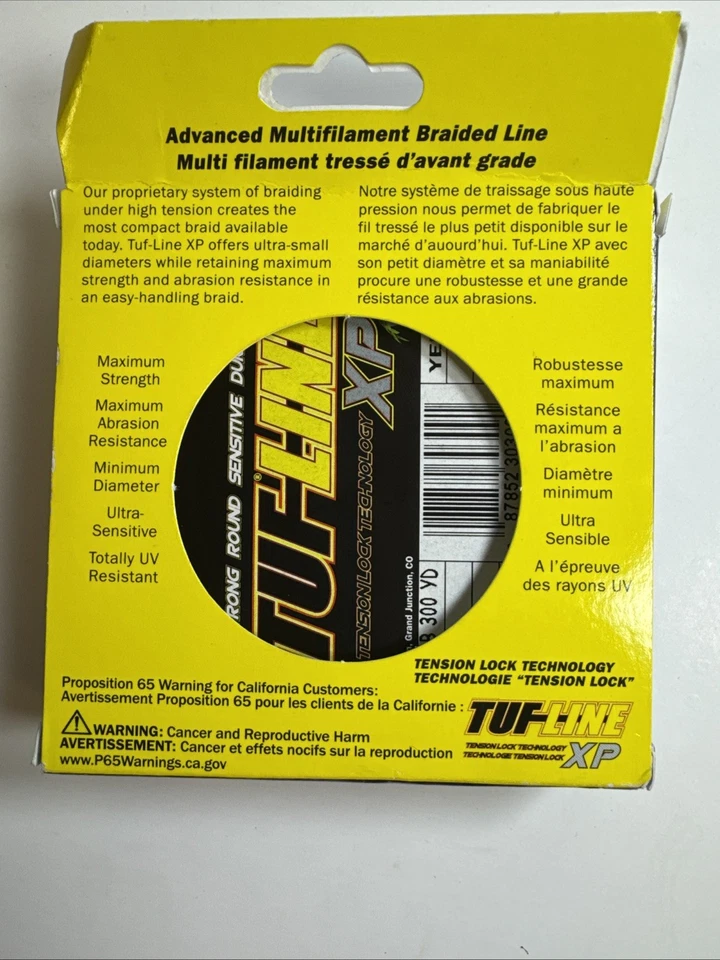 Advanced Multifilament Braided Line
Multi filament tressé d'avant grade
Our proprietary system of braiding
under high tension creates the
most compact braid available
today. Tuf-Line XP offers ultra-small
diameters while retaining maximum
strength and abrasion resistance in
an easy-handling braid.
Notre système de traissage sous haute
pression nous permet de fabriquer le
fil tressé le plus petit disponible sur le
marché d'auourd'hui. Tuf-Line XP avec
son petit diamètre et sa maniabilité
procure une robustesse et une grande
résistance aux abrasions.
Maximum
Strength
Maximum
Abrasion
Resistance
Minimum
Diameter
Ultra-
Sensitive
Totally UV
Resistant
RONG ROUND SENSITIVE DUR
TUF-LINE
XP
TENSION LOCK TECHNOLOGY
Grand Junction, CO
YE
300 YD
87852 3030
Robustesse
maximum
Résistance
maximum a
l'abrasion
Diamètre
minimum
Ultra
Sensible
A l'épreuve
des rayons UV
TENSION LOCK TECHNOLOGY
TECHNOLOGIE "TENSION LOCK"
Proposition 65 Warning for California Customers:
Avertissement Proposition 65 pour les clients de la Californie :
WARNING: Cancer and Reproductive Harm
AVERTISSEMENT: Cancer et effets nocifs sur la reproduction
www.P65Warnings.ca.gov
TUF-LINE
TENSION LOCK TECHNOLOGY
TECHNOLOGIE TENSION LOCK
XP